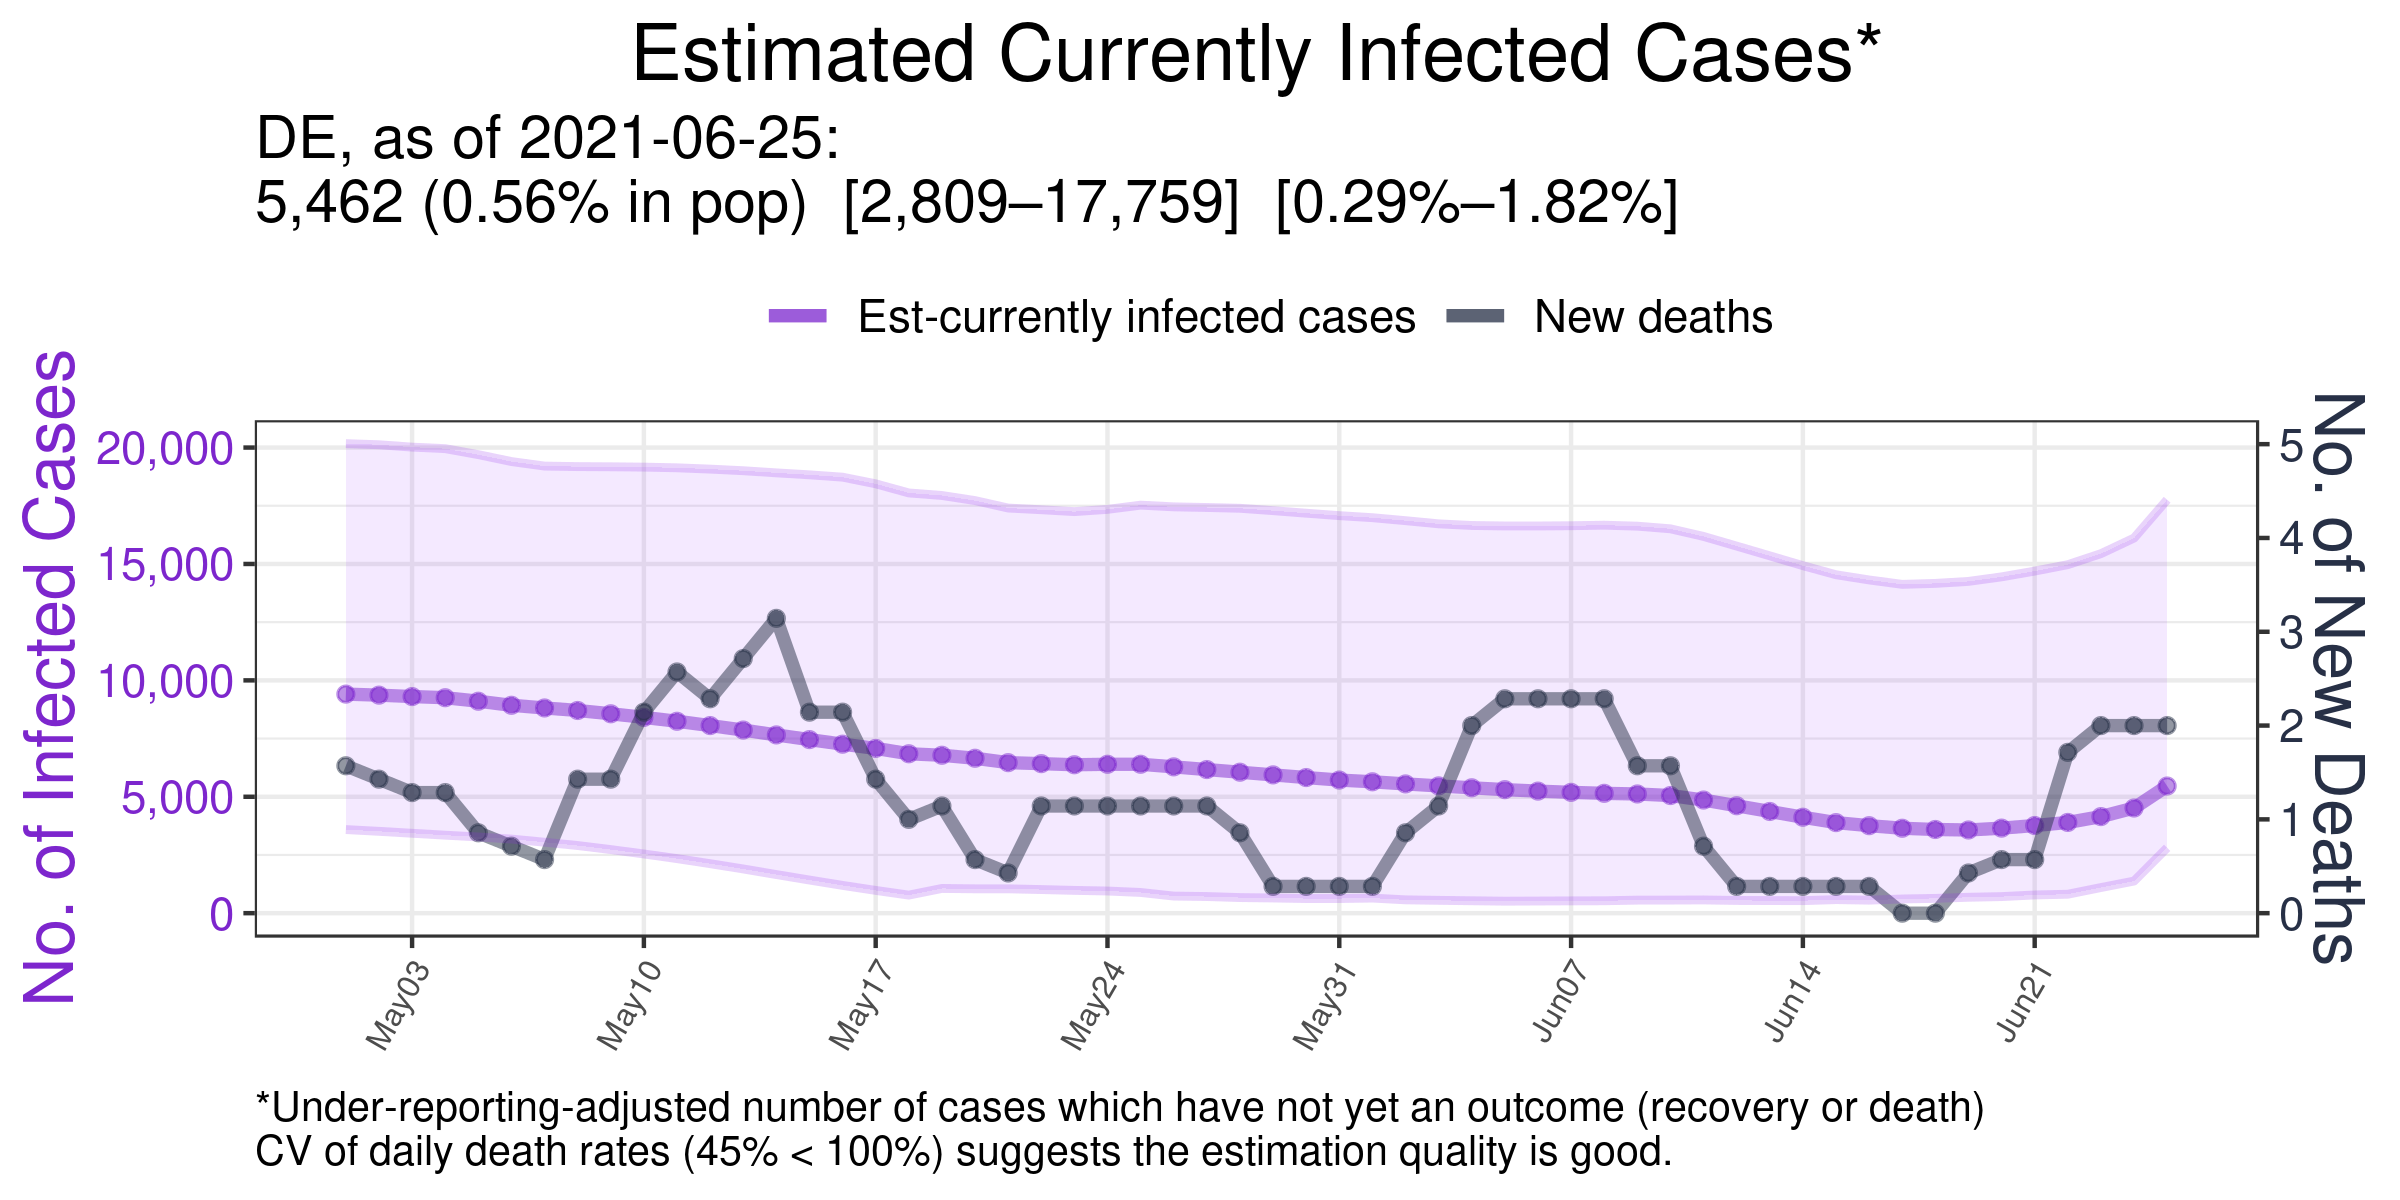 Estimated Currently Infected Cases*
DE, as of 2021-06-25:
5,462 (0.56% in pop)  [2,809–17,759]  [0.29%–1.82%]
Est-currently infected cases
New deaths
No. of Infected Cases
20,000
15,000
10,000
5,000
0
5
4
3
2
1
0
No. of New Deaths
May03
May10
May17
May24
May31
Jun07
Jun14
Jun21
*Under-reporting-adjusted number of cases which have not yet an outcome (recovery or death)
CV of daily death rates (45% < 100%) suggests the estimation quality is good.